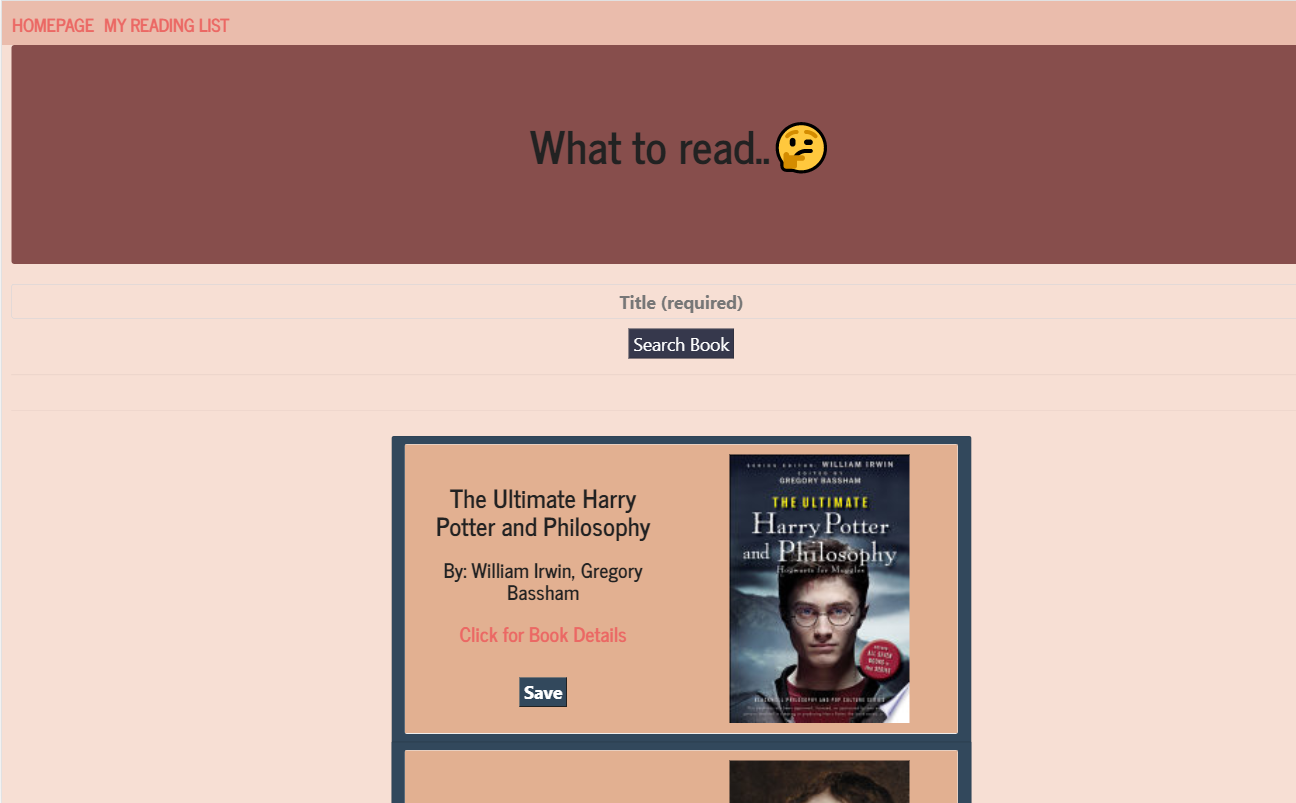 HOMEPAGE MY READING LIST
What to read..🤔
Title (required)
Search Book
The Ultimate Harry
Potter and Philosophy
By: William Irwin, Gregory
Bassham
Click for Book Details
Save
SERIES EDITOR: WILLIAM IRWIN
EDITED BY
GREGORY BASSHAM
THE ULTIMATE
Harry Potter
and Philosophy
Hogwarts for Muggles
BLACKWELL PHILOSOPHY AND POP CULTURE SERIES